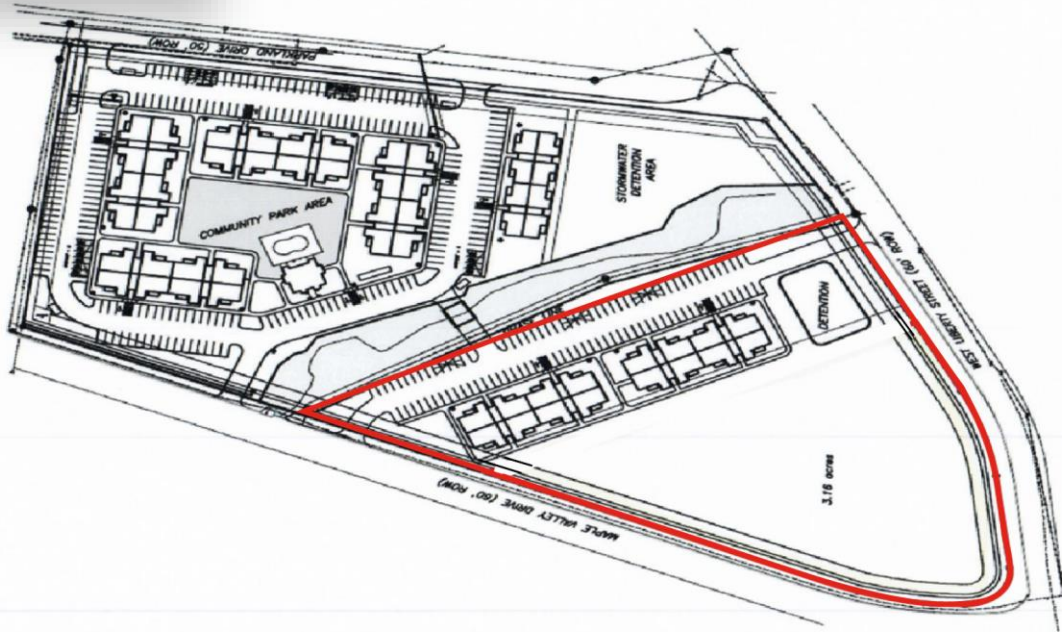 PARKLAND DRIVE (50' ROW)
STORMWATER
DETENTION
AREA
COMMUNITY PARK AREA
WEST LIBERTY STREET (60' ROW)
DETENTION
3.16 acres
MAPLE VALLEY DRIVE (60' ROW)